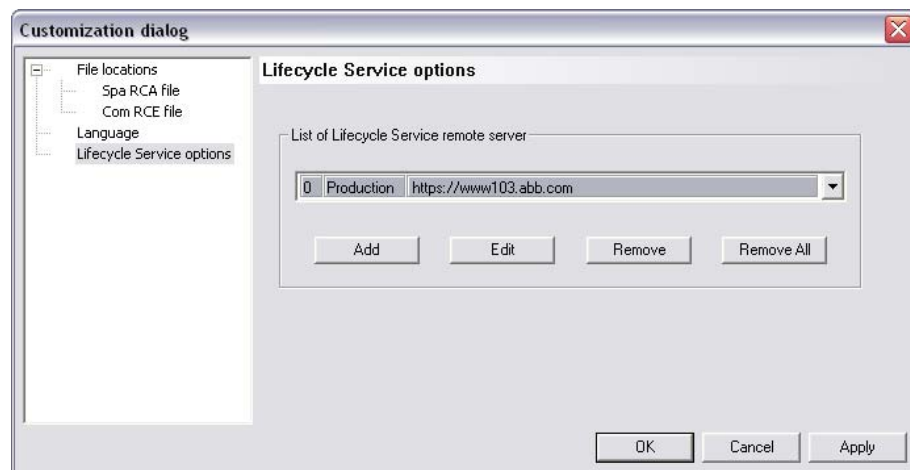 Customization dialog
File locations
Spa RCA file
Com RCE file
Language
Lifecycle Service options
Lifecycle Service options
List of Lifecycle Service remote server
0 Production https://www103.abb.com
Add Edit Remove Remove All
OK Cancel Apply